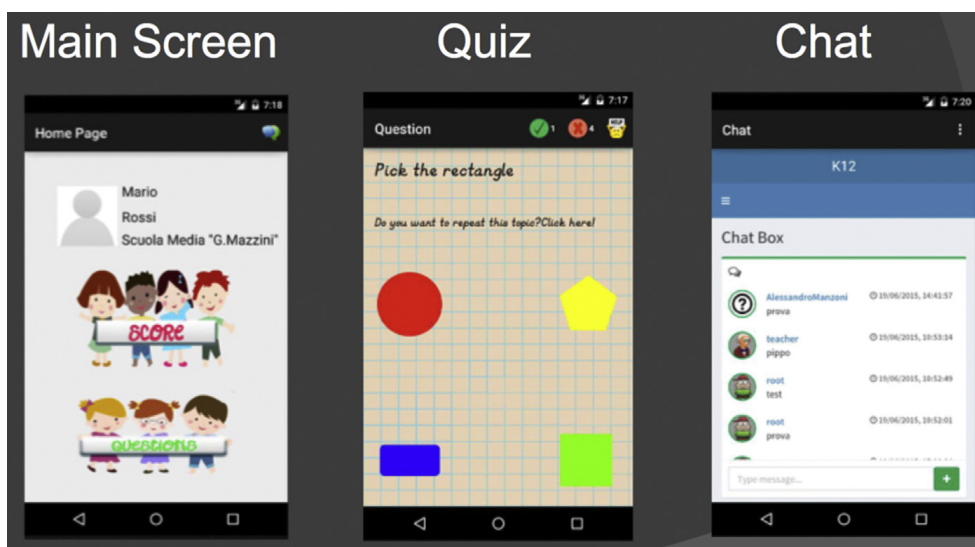 Main Screen
Quiz
Chat
7:18
Home Page
Mario
Rossi
Scuola Media "G.Mazzini"
SCORE
QUESTIONS
7:17
Question
1
4
HELP
Pick the rectangle
Do you want to repeat this topic?Click here!
7:20
Chat
K12
Chat Box
AlessandroManzoni 19/06/2015, 14:41:57
prova
teacher 19/06/2015, 10:53:14
pippo
root 19/06/2015, 10:52:49
test
root 19/06/2015, 10:52:01
prova
Type message...